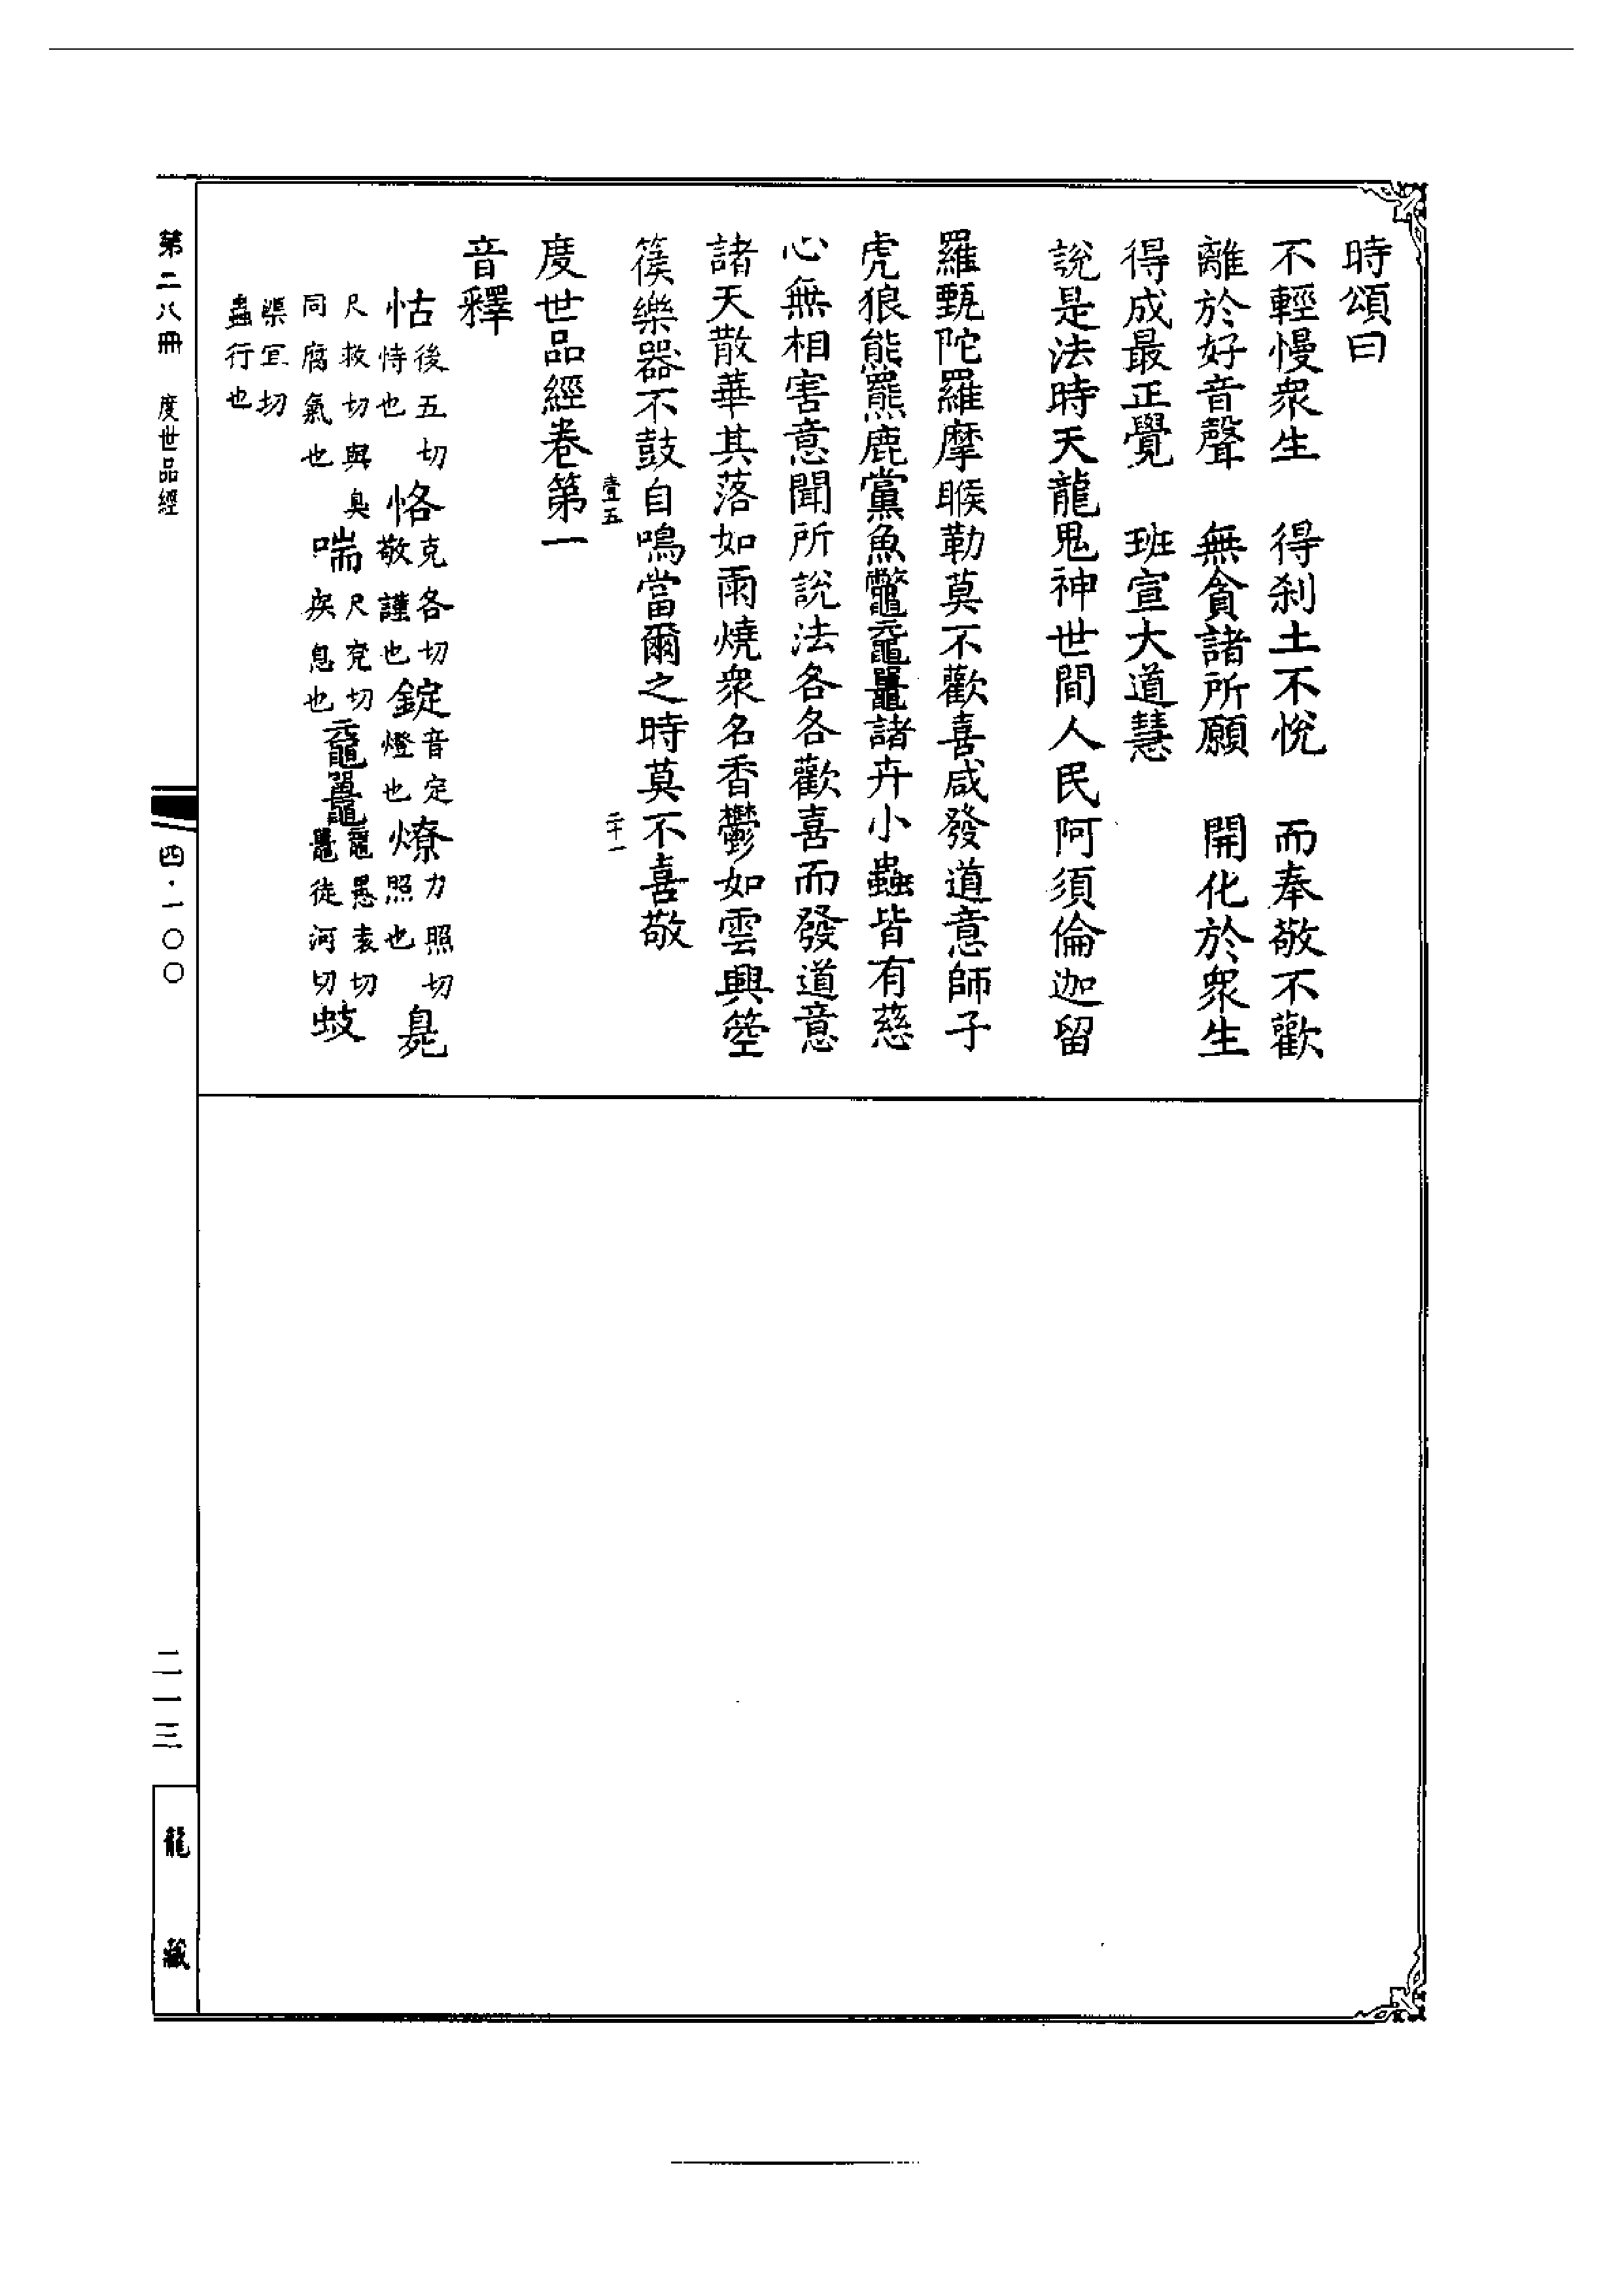 時頌曰
不輕慢衆生　得刹土不悅　而奉敬不歡
離於好音聲　無貪諸所願　開化於衆生
得成最正覺　班宣大道慧
說是法時天龍鬼神世間人民阿須倫迦留
羅甄陀羅摩睺勒莫不歡喜咸發道意師子
虎狼熊羆鹿黨魚鼈黿鼉諸卉小蟲皆有慈
心無相害意聞所說法各各歡喜而發道意
諸天散華其落如雨燒衆名香鬱如雲興箜
篌樂器不鼓自鳴當爾之時莫不喜敬
壹五　二十一
度世品經卷第一
音釋
怙後五切恃也 恪克各切敬謹也 錠音定燈也 燎力照切照也 臭
尺救切與臭同腐氣也 喘尺兖切疾息也 黿鼉黿愚袁切鼉徒河切 蚑
渠宜切蟲行也
第二八冊　度世品經
四·一〇〇
二一三
龍藏